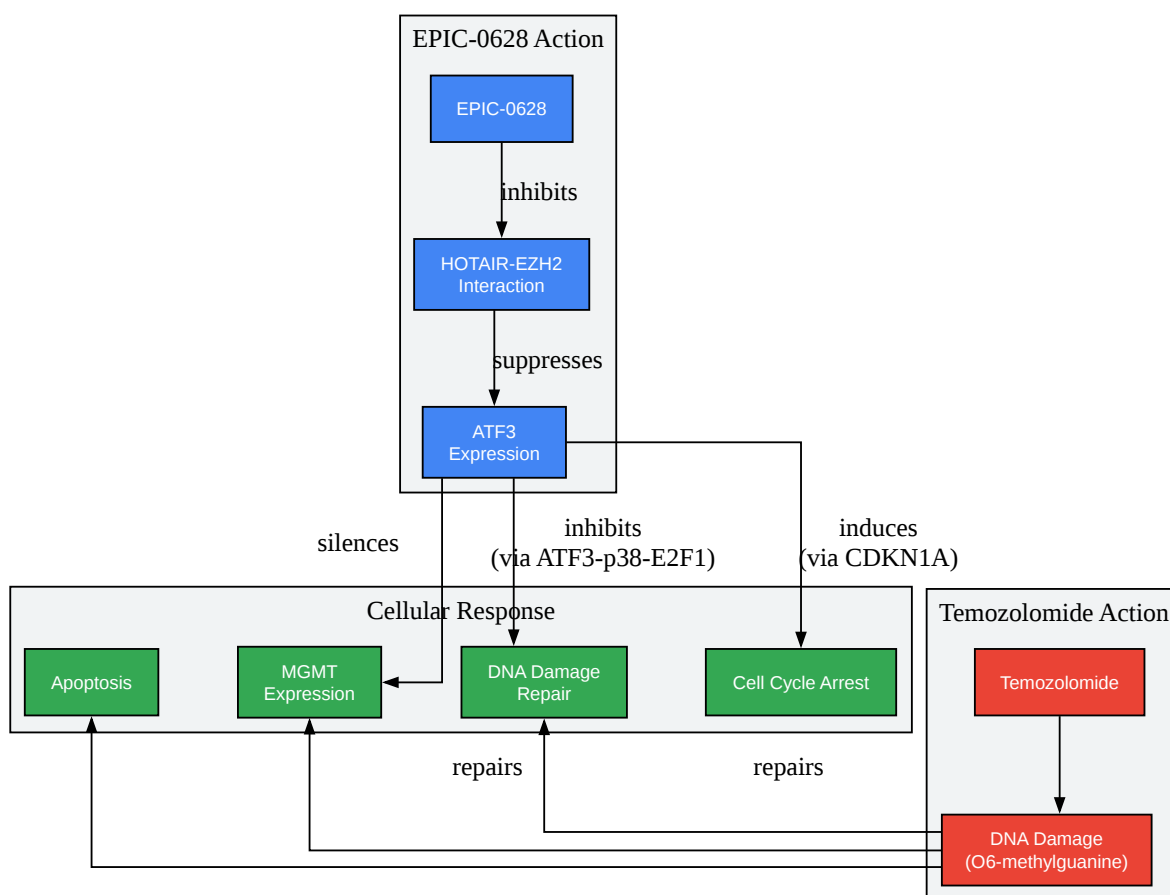 EPIC-0628 Action
EPIC-0628
inhibits
HOTAIR-EZH2
Interaction
suppresses
ATF3
Expression
silences
inhibits
(via ATF3-p38-E2F1)
induces
(via CDKN1A)
Cellular Response
Temozolomide Action
Apoptosis
MGMT
Expression
DNA Damage
Repair
Cell Cycle Arrest
Temozolomide
repairs
repairs
DNA Damage
(O6-methylguanine)